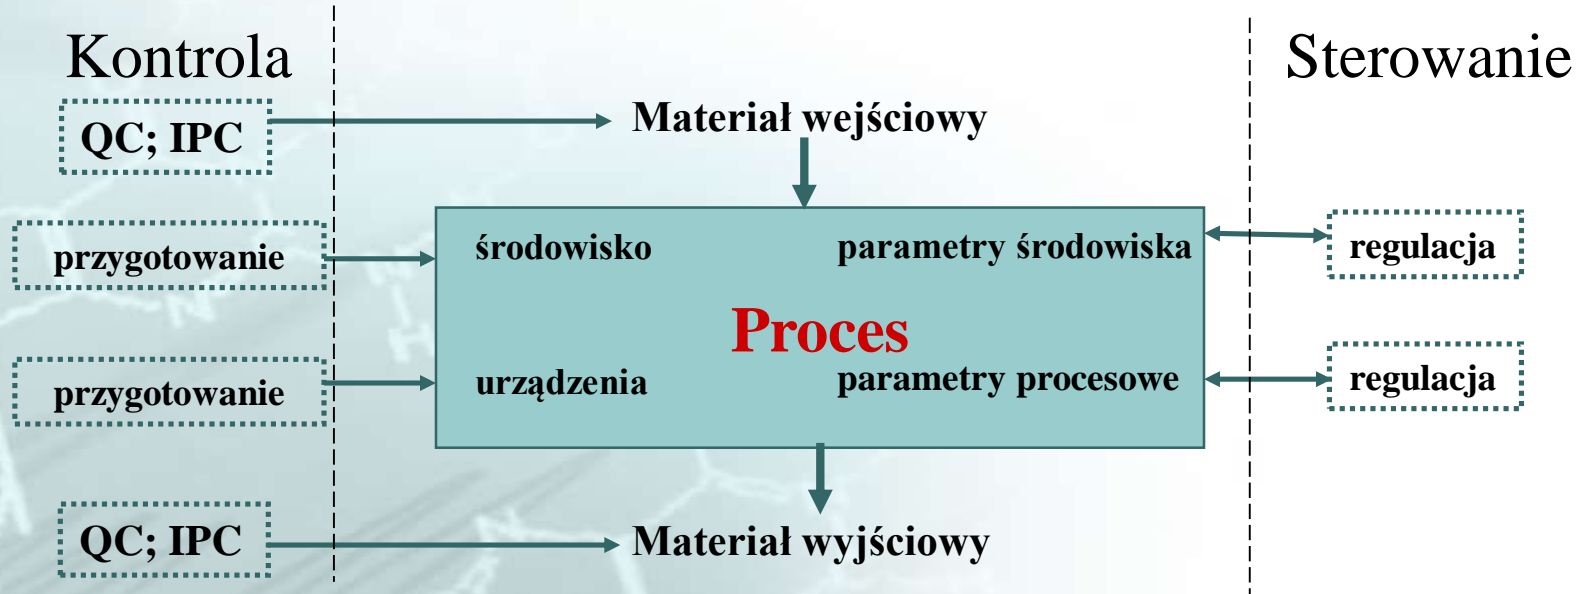 Kontrola
Sterowanie
QC; IPC
Materiał wejściowy
przygotowanie
środowisko
parametry środowiska
regulacja
Proces
przygotowanie
urządzenia
parametry procesowe
regulacja
QC; IPC
Materiał wyjściowy